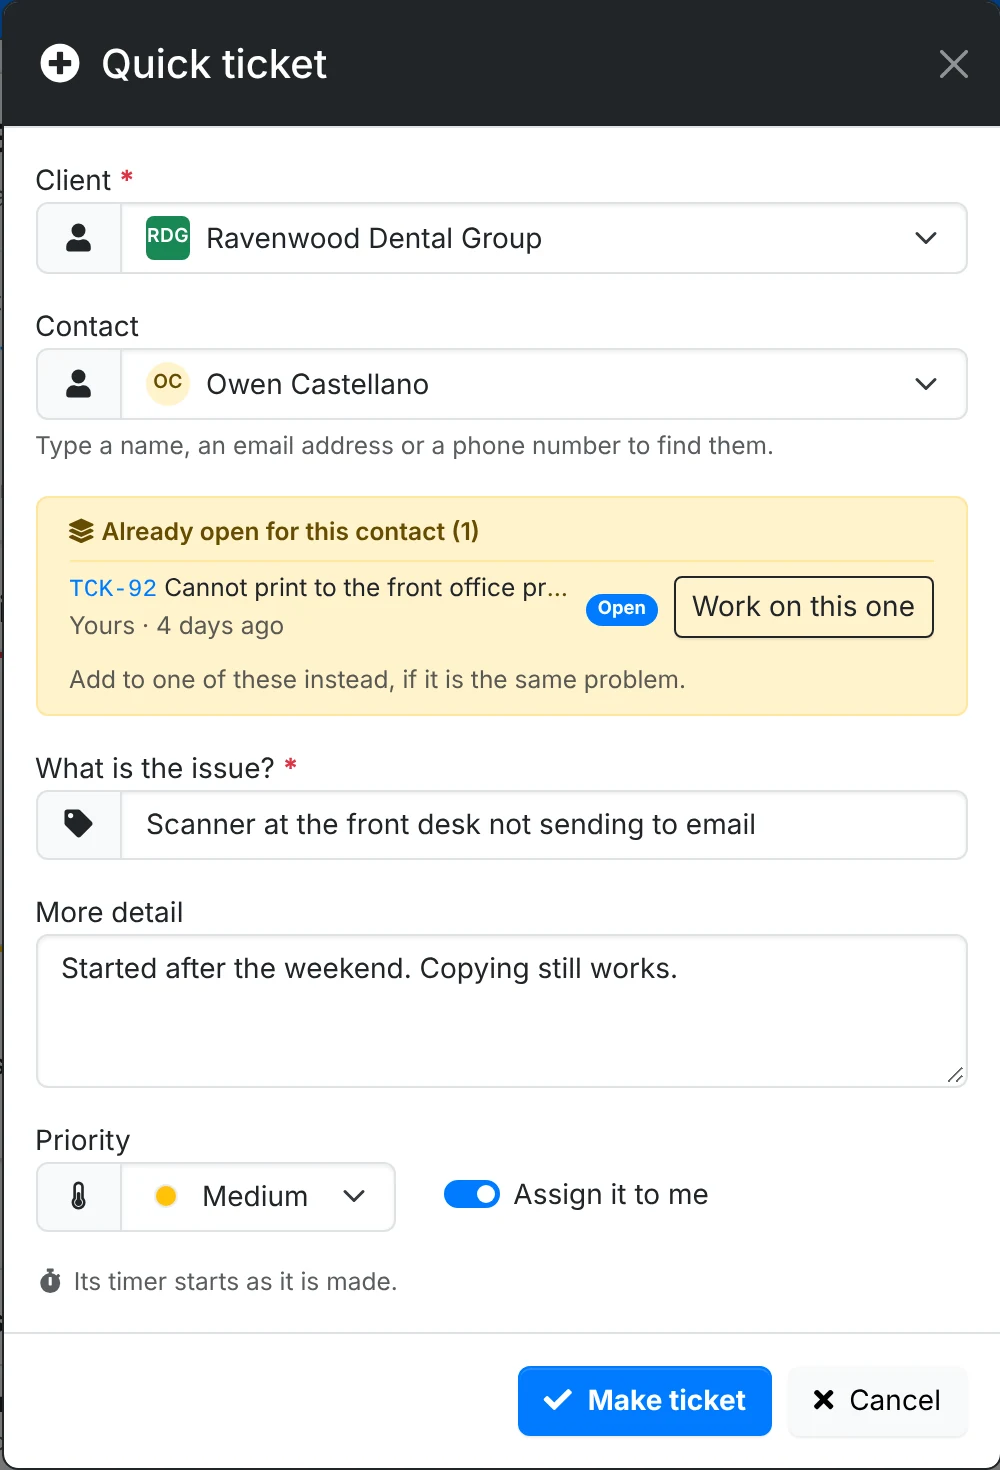 Quick ticket
Client *
RDG Ravenwood Dental Group
Contact
OC Owen Castellano
Type a name, an email address or a phone number to find them.
Already open for this contact (1)
TCK-92 Cannot print to the front office pr...
Yours · 4 days ago
Open
Work on this one
Add to one of these instead, if it is the same problem.
What is the issue? *
Scanner at the front desk not sending to email
More detail
Started after the weekend. Copying still works.
Priority
Medium
Assign it to me
Its timer starts as it is made.
Make ticket
Cancel